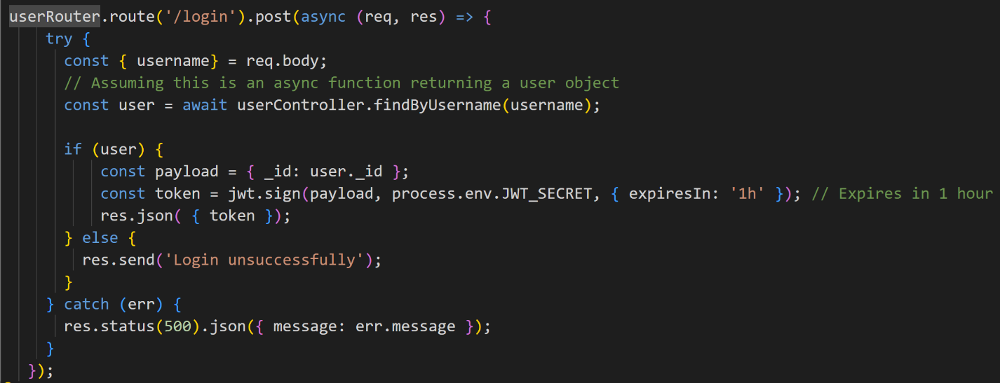 userRouter.route('/login').post(async (req, res) => {
try {
const { username} = req.body;
// Assuming this is an async function returning a user object
const user = await userController.findByUsername(username);
if (user) {
const payload = { _id: user._id };
const token = jwt.sign(payload, process.env.JWT_SECRET, { expiresIn: '1h' }); // Expires in 1 hour
res.json( { token });
} else {
res.send('Login unsuccessfully');
}
} catch (err) {
res.status(500).json({ message: err.message });
}
});